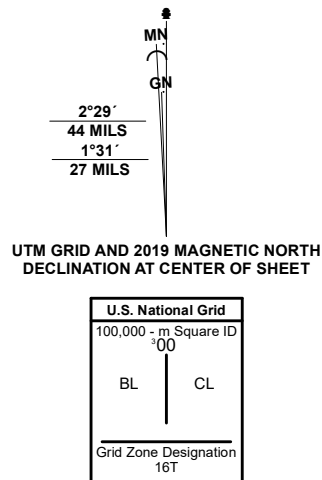 MN
GN
2°29´
44 MILS
1°31´
27 MILS
UTM GRID AND 2019 MAGNETIC NORTH
DECLINATION AT CENTER OF SHEET
U.S. National Grid
100,000 - m Square ID
³00
BL CL
Grid Zone Designation
16T